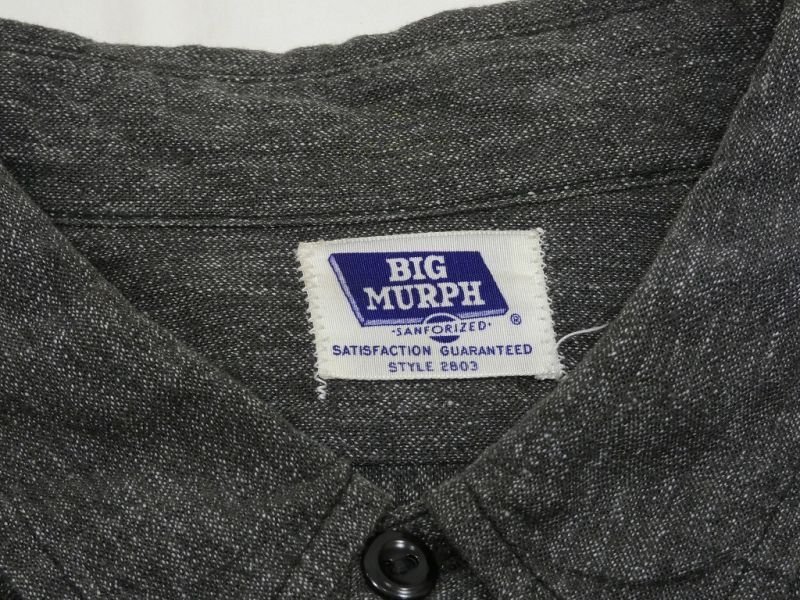 BIG
MURPH
·SANFORIZED·
®
SATISFACTION GUARANTEED
STYLE 2803